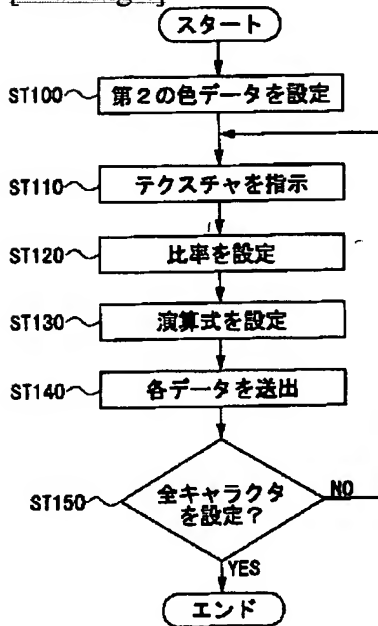 スタート
ST100 第２の色データを設定
ST110 テクスチャを指示
ST120 比率を設定
ST130 演算式を設定
ST140 各データを送出
ST150 全キャラクタ
を設定？
NO
YES
エンド